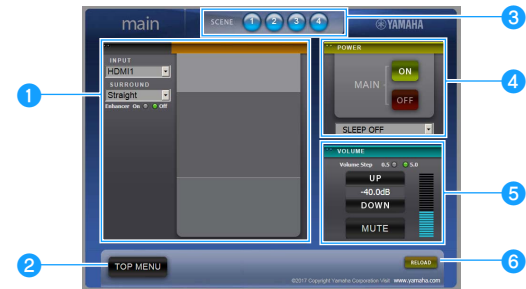 main
SCENE 1 2 3 4
YAMAHA
3
1
INPUT
HDMI1
SURROUND
Straight
Enhancer On Off
POWER
MAIN
ON
OFF
SLEEP OFF
4
VOLUME
Volume Step 0.5 5.0
UP
-40.0dB
DOWN
MUTE
5
2
TOP MENU
RELOAD
6
©2017 Copyright Yamaha Corporation Visit www.yamaha.com